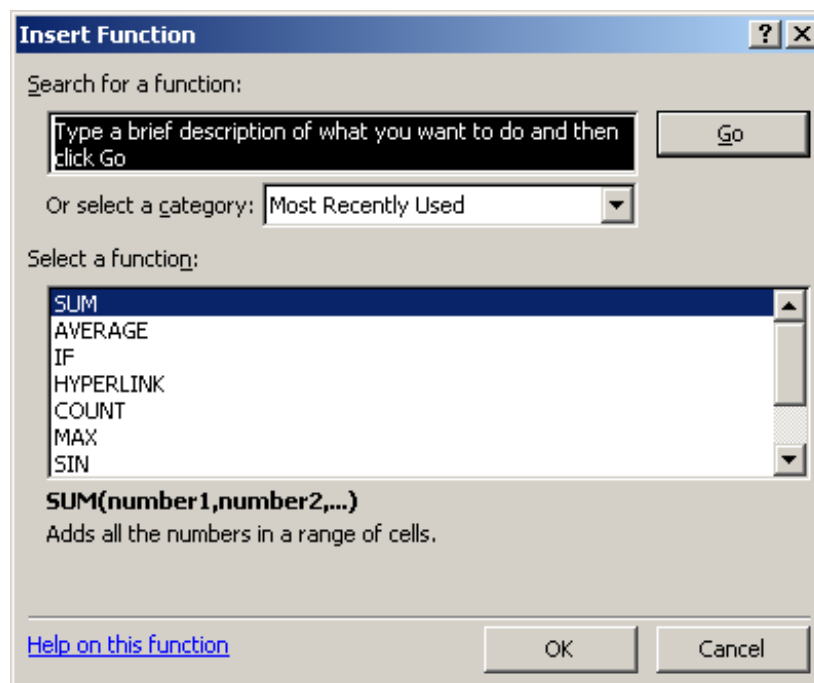 Insert Function
Search for a function:
Type a brief description of what you want to do and then
click Go
Go
Or select a category: Most Recently Used
Select a function:
SUM
AVERAGE
IF
HYPERLINK
COUNT
MAX
SIN
SUM(number1,number2,...)
Adds all the numbers in a range of cells.
Help on this function
OK
Cancel